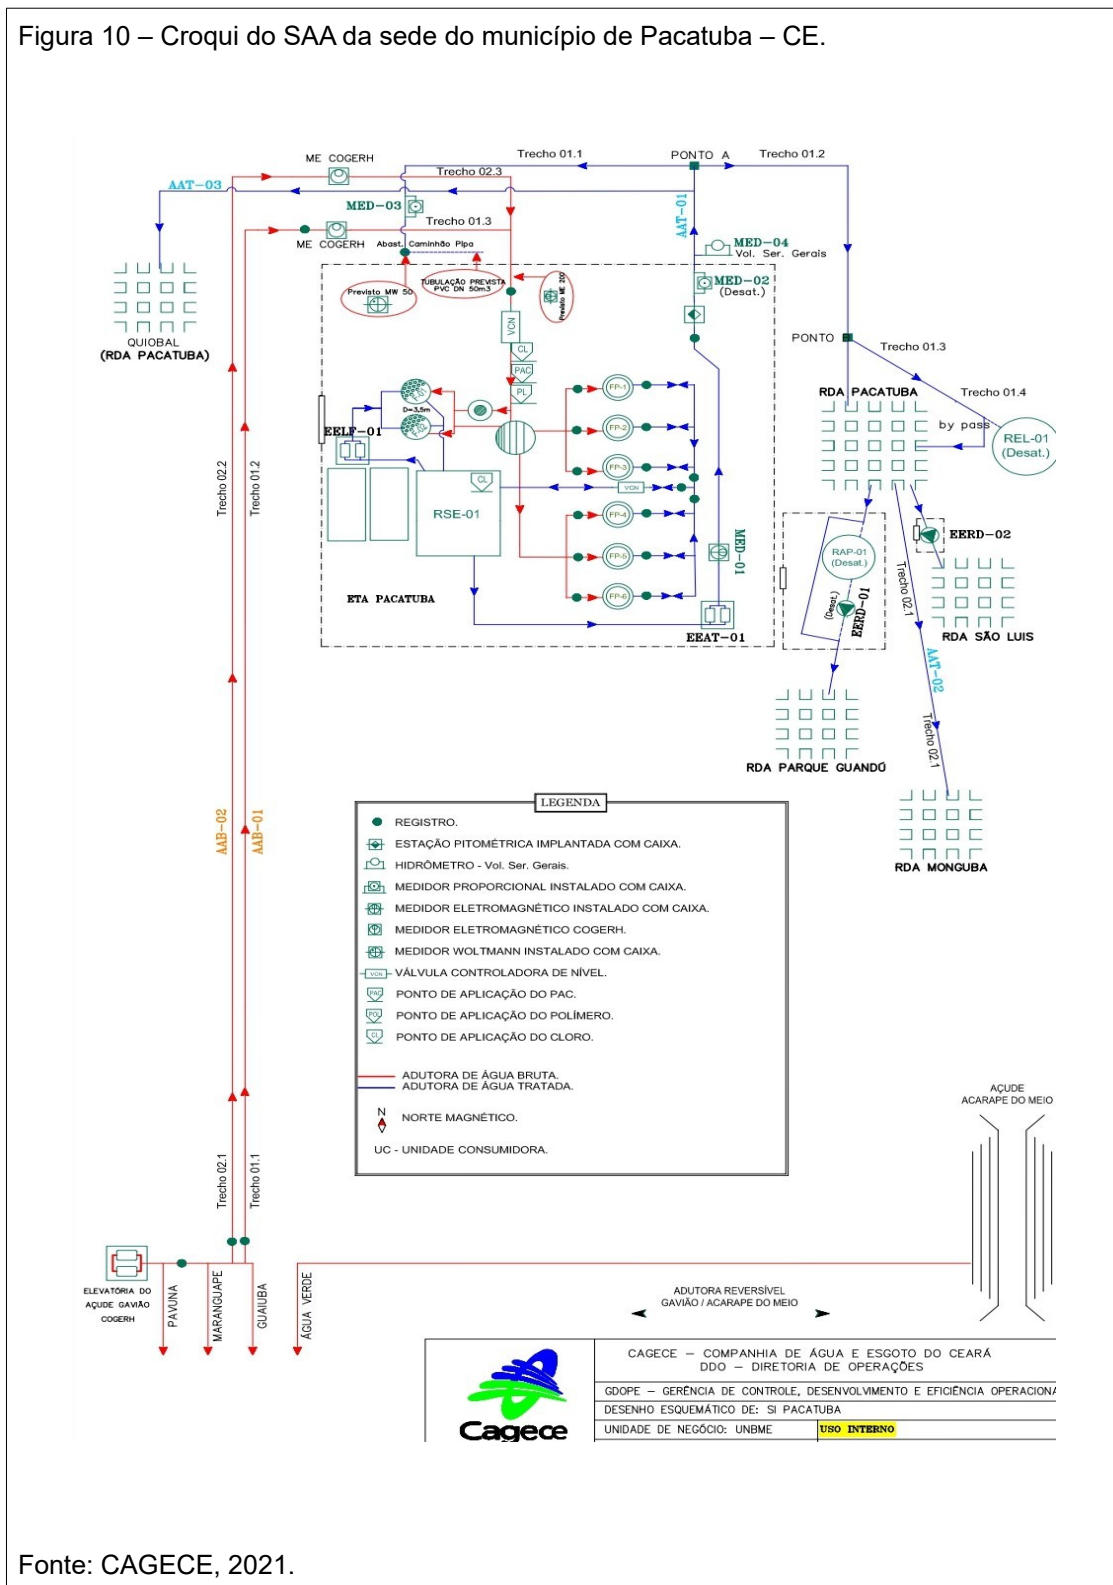 Figura 10 – Croqui do SAA da sede do município de Pacatuba – CE.
ME COGERH
Trecho 01.1
PONTO A
Trecho 01.2
Trecho 02.3
AAT-03
MED-03
Trecho 01.3
AAT-01
ME COGERH
Abast. Caminhão Pipa
MED-04
Vol. Ser. Gerais
Previsto MW 50
TUBULAÇÃO PREVISTA
PVC DN 50m3
Previsto ME 200
MED-02
(Desat.)
VCN
QUIOBAL
(RDA PACATUBA)
PONTO B
Trecho 01.3
CL
PAC
PL
Trecho 01.4
D=3,5m
FP-1
RDA PACATUBA
by pass
REL-01
(Desat.)
EELF-01
FP-2
FP-3
Trecho 02.2
Trecho 01.2
CL
VCN
RSE-01
FP-4
MED-01
EERD-02
RAP-01
(Desat.)
FP-5
Trecho 02.1
ETA PACATUBA
FP-6
(Desat.)
EERD-01
EEAT-01
RDA SÃO LUIS
AAT-02
Trecho 02.1
RDA PARQUE GUANDÚ
AAB-02
AAB-01
RDA MONGUBA
LEGENDA
REGISTRO.
ESTAÇÃO PITOMÉTRICA IMPLANTADA COM CAIXA.
HIDRÔMETRO - Vol. Ser. Gerais.
MEDIDOR PROPORCIONAL INSTALADO COM CAIXA.
MEDIDOR ELETROMAGNÉTICO INSTALADO COM CAIXA.
MEDIDOR ELETROMAGNÉTICO COGERH.
MEDIDOR WOLTMANN INSTALADO COM CAIXA.
VCN VÁLVULA CONTROLADORA DE NÍVEL.
PAC PONTO DE APLICAÇÃO DO PAC.
POL PONTO DE APLICAÇÃO DO POLÍMERO.
CL PONTO DE APLICAÇÃO DO CLORO.
ADUTORA DE ÁGUA BRUTA.
ADUTORA DE ÁGUA TRATADA.
N
NORTE MAGNÉTICO.
UC - UNIDADE CONSUMIDORA.
Trecho 02.1
Trecho 01.1
AÇUDE
ACARAPE DO MEIO
ELEVATÓRIA DO
AÇUDE GAVIÃO
COGERH
PAVUNA
MARANGUAPE
GUAIUBA
ÁGUA VERDE
ADUTORA REVERSÍVEL
GAVIÃO / ACARAPE DO MEIO
Cagece
CAGECE – COMPANHIA DE ÁGUA E ESGOTO DO CEARÁ
DDO – DIRETORIA DE OPERAÇÕES
GDOPE – GERÊNCIA DE CONTROLE, DESENVOLVIMENTO E EFICIÊNCIA OPERACIONA
DESENHO ESQUEMÁTICO DE: SI PACATUBA
UNIDADE DE NEGÓCIO: UNBME
USO INTERNO
Fonte: CAGECE, 2021.